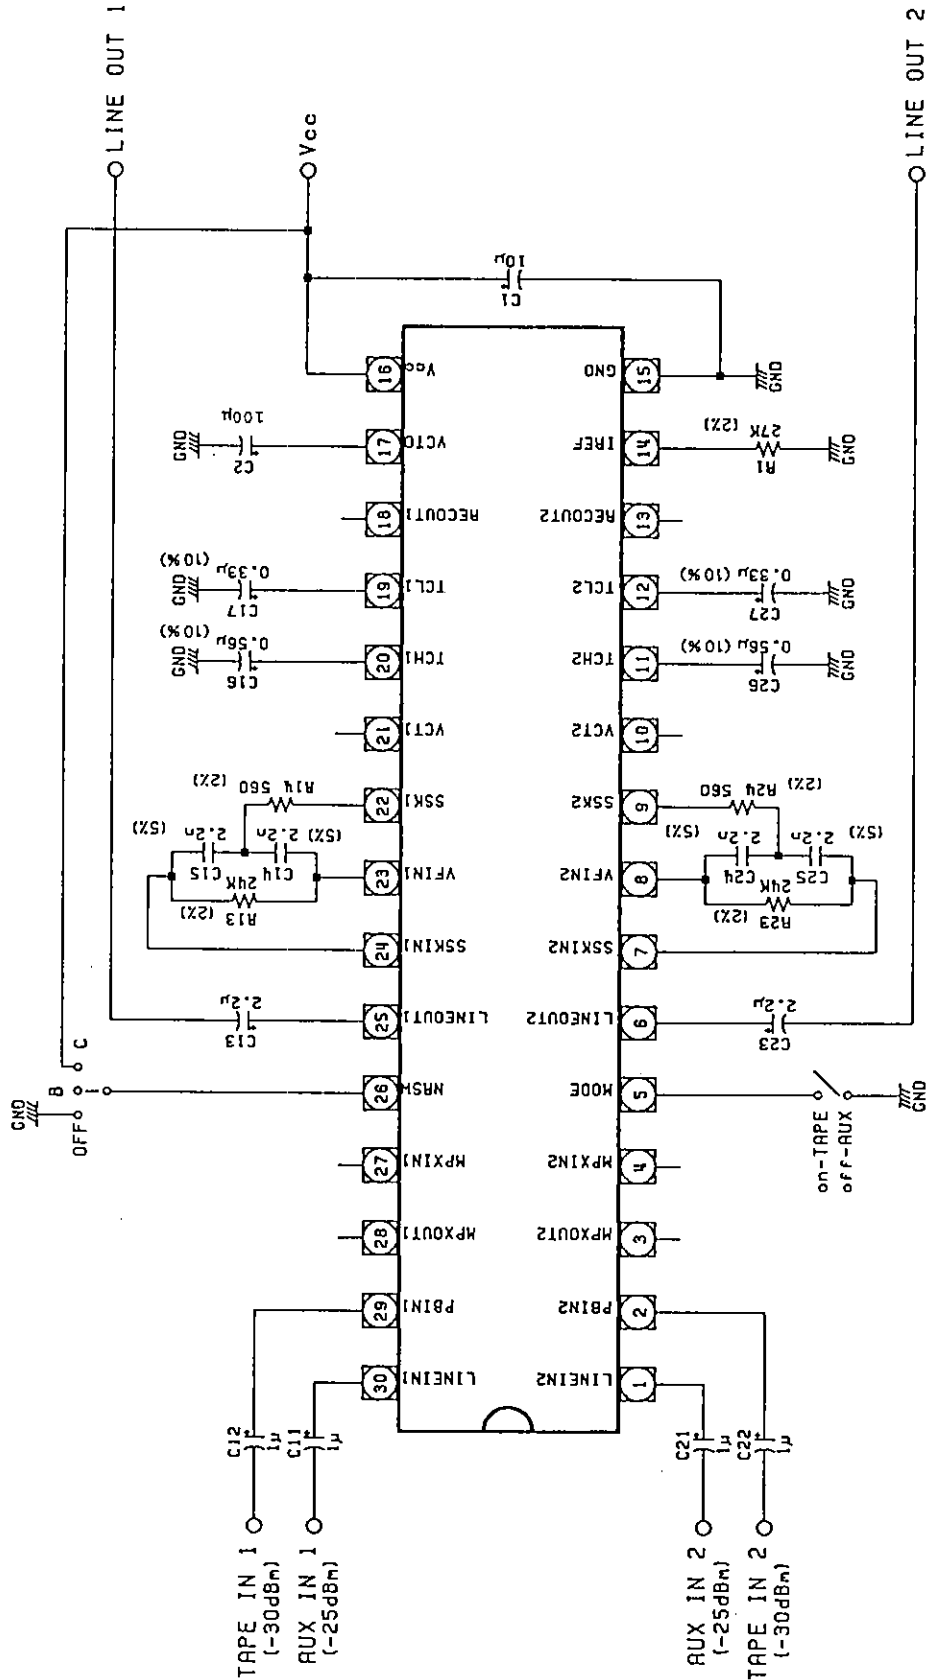 LINE OUT 1
Vcc
LINE OUT 2
10µ
C1
16
Vcc
GND
15
GND
GND
100µ
C2
17
VCTC
IREF
14
(2%)
27K
R1
GND
18
RECOUT1
RECOUT2
13
GND
0.33µ (10%)
C17
19
TCL1
TCL2
12
0.33µ (10%)
C27
GND
GND
0.56µ (10%)
C16
20
TCH1
TCH2
11
0.56µ (10%)
C26
GND
21
VCT1
VCT2
10
(2%)
R14 560
22
SSK1
SSK2
9
R24 560
(2%)
(5%)
2.2n
C15
2.2n
C14
(5%)
24K
R13
(2%)
23
VFIN1
VFIN2
8
(5%)
2.2n
C24
2.2n
C25
(5%)
24K
R23
(2%)
24
SSKIN1
SSKIN2
7
2.2µ
C13
25
LINEOUT1
LINEOUT2
6
2.2µ
C23
C
B
OFF
GND
26
NRSW
MODE
5
on-TAPE
off-AUX
GND
27
MPXIN1
MPXIN2
4
28
MPXOUT1
MPXOUT2
3
29
PBIN1
PBIN2
2
30
LINEIN1
LINEIN2
1
C12
1µ
C11
1µ
C21
1µ
C22
1µ
TAPE IN 1
(-30dBm)
AUX IN 1
(-25dBm)
AUX IN 2
(-25dBm)
TAPE IN 2
(-30dBm)